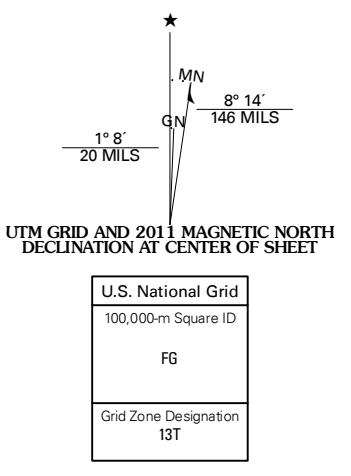 ★
MN
8° 14´
146 MILS
GN
1° 8´
20 MILS
UTM GRID AND 2011 MAGNETIC NORTH
DECLINATION AT CENTER OF SHEET
U.S. National Grid
100,000-m Square ID
FG
Grid Zone Designation
13T